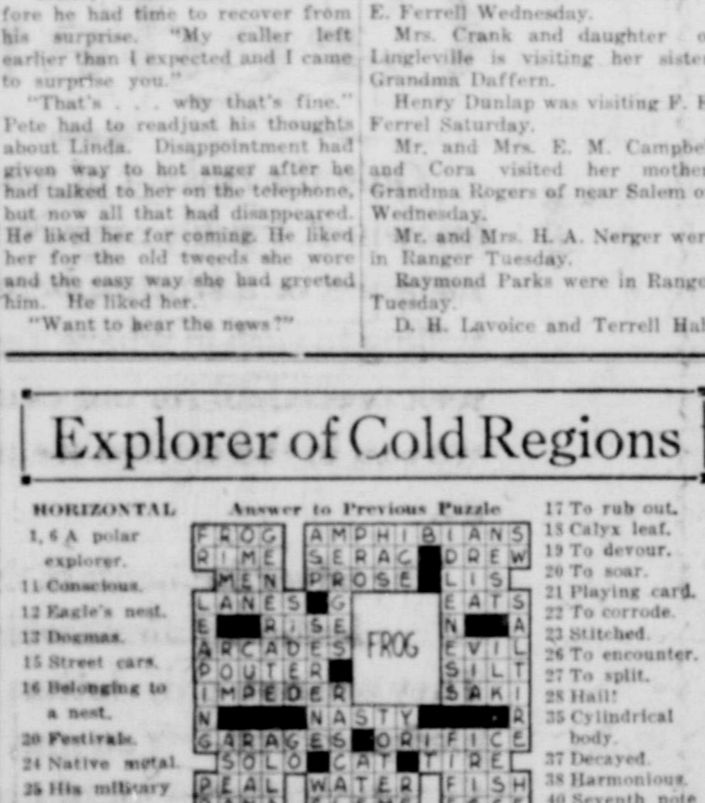 fore he had time to recover from
his surprise. "My caller left
earlier than I expected and I came
to surprise you."
"That's . . . why that's fine."
Pete had to readjust his thoughts
about Linda. Disappointment had
given way to hot anger after he
had talked to her on the telephone,
but now all that had disappeared.
He liked her for coming. He liked
her for the old tweeds she wore
and the easy way she had greeted
him. He liked her.
"Want to hear the news?"
E. Ferrell Wednesday.
Mrs. Crank and daughter o
Lingleville is visiting her sister
Grandma Daffern.
Henry Dunlap was visiting F. E
Ferrel Saturday.
Mr. and Mrs. E. M. Campbe
and Cora visited her mother
Grandma Rogers of near Salem o
Wednesday.
Mr. and Mrs. H. A. Nerger wer
in Ranger Tuesday.
Raymond Parks were in Range
Tuesday.
D. H. Lavoice and Terrell Hal
Explorer of Cold Regions
HORIZONTAL
1, 6 A polar
explorer.
11 Conscious.
12 Eagle's nest.
13 Dogmas.
15 Street cars.
16 Belonging to
a nest.
20 Festivals.
24 Native metal.
25 His military
Answer to Previous Puzzle
FROG AMPHIBIANS
RIME SERAC DREW
MEN PROSE LIS
LANES G EATS
E RISE N A
ARCADES FROG EVIL
POUTER SILT
IMPEDER SAKI
N NASTY R
GARAGES ORIFICE
SOLO CAT TIRE
PEAL WATER FISH
17 To rub out.
18 Calyx leaf.
19 To devour.
20 To soar.
21 Playing card.
22 To corrode.
23 Stitched.
26 To encounter.
27 To split.
28 Hail!
35 Cylindrical
body.
37 Decayed.
38 Harmonious.
40 Seventh note